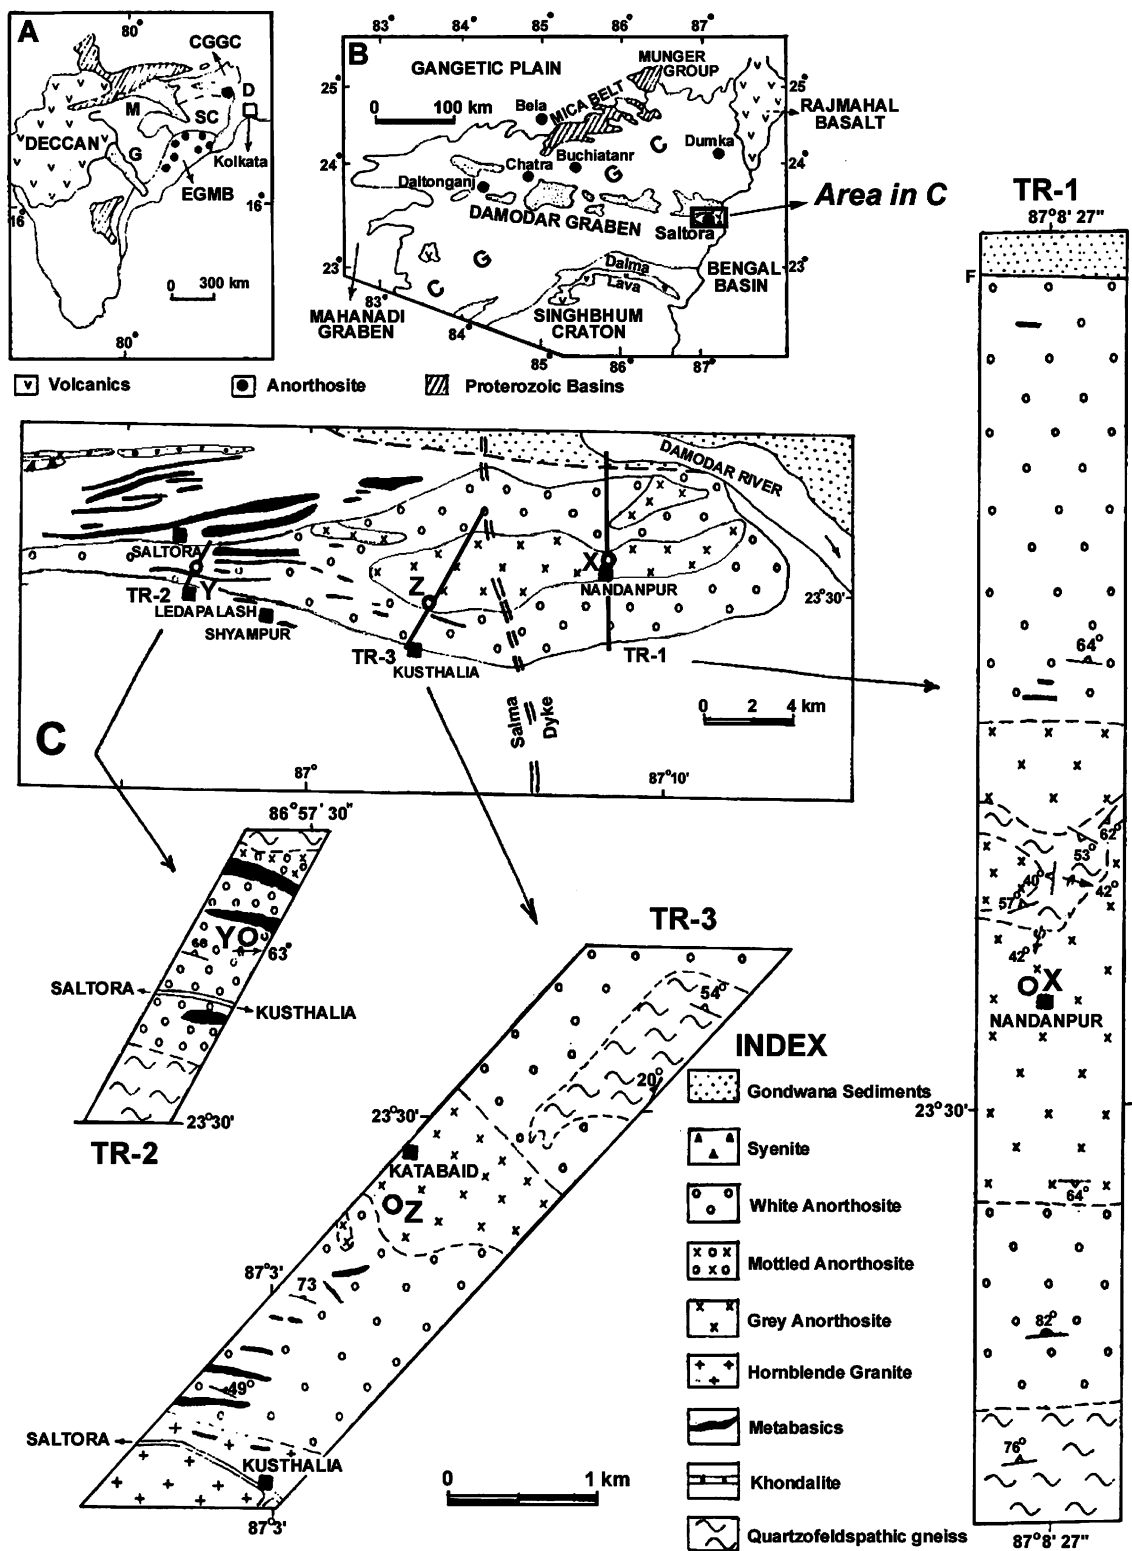 A
80°
CGGC
D
M
SC
DECCAN
G
Kolkata
EGMB
16°
16°
0 300 km
80°
83° 84° 85° 86° 87°
B
GANGETIC PLAIN
MUNGER
GROUP
25°
25°
0 100 km
Bela
MICA BELT
RAJMAHAL
BASALT
C
Dumka
24°
24°
Chatra
Buchiatanr
G
Daltonganj
DAMODAR GRABEN
Saltora
Area in C
23°
G
C
Dalma
Lava
BENGAL
BASIN
23°
83°
MAHANADI
GRABEN
84°
SINGHBHUM
CRATON
85° 86° 87°
Volcanics
Anorthosite
Proterozoic Basins
DAMODAR RIVER
SALTORA
X
NANDANPUR
Y
Z
TR-2
LEDAPALASH
SHYAMPUR
23°30'
TR-3
KUSTHALIA
TR-1
C
Salma
Dyke
0 2 4 km
87°
87°10'
86°57' 30"
Y
68
63°
SALTORA
KUSTHALIA
23°30'
TR-2
TR-3
54°
20°
23°30'
KATABAID
Z
87°3'
73
49°
SALTORA
KUSTHALIA
87°3'
0 1 km
INDEX
Gondwana Sediments
Syenite
White Anorthosite
Mottled Anorthosite
Grey Anorthosite
Hornblende Granite
Metabasics
Khondalite
Quartzofeldspathic gneiss
TR-1
87°8' 27"
F
64°
62°
53°
40°
42°
57°
42°
X
NANDANPUR
23°30'
64°
82°
76°
87°8' 27"